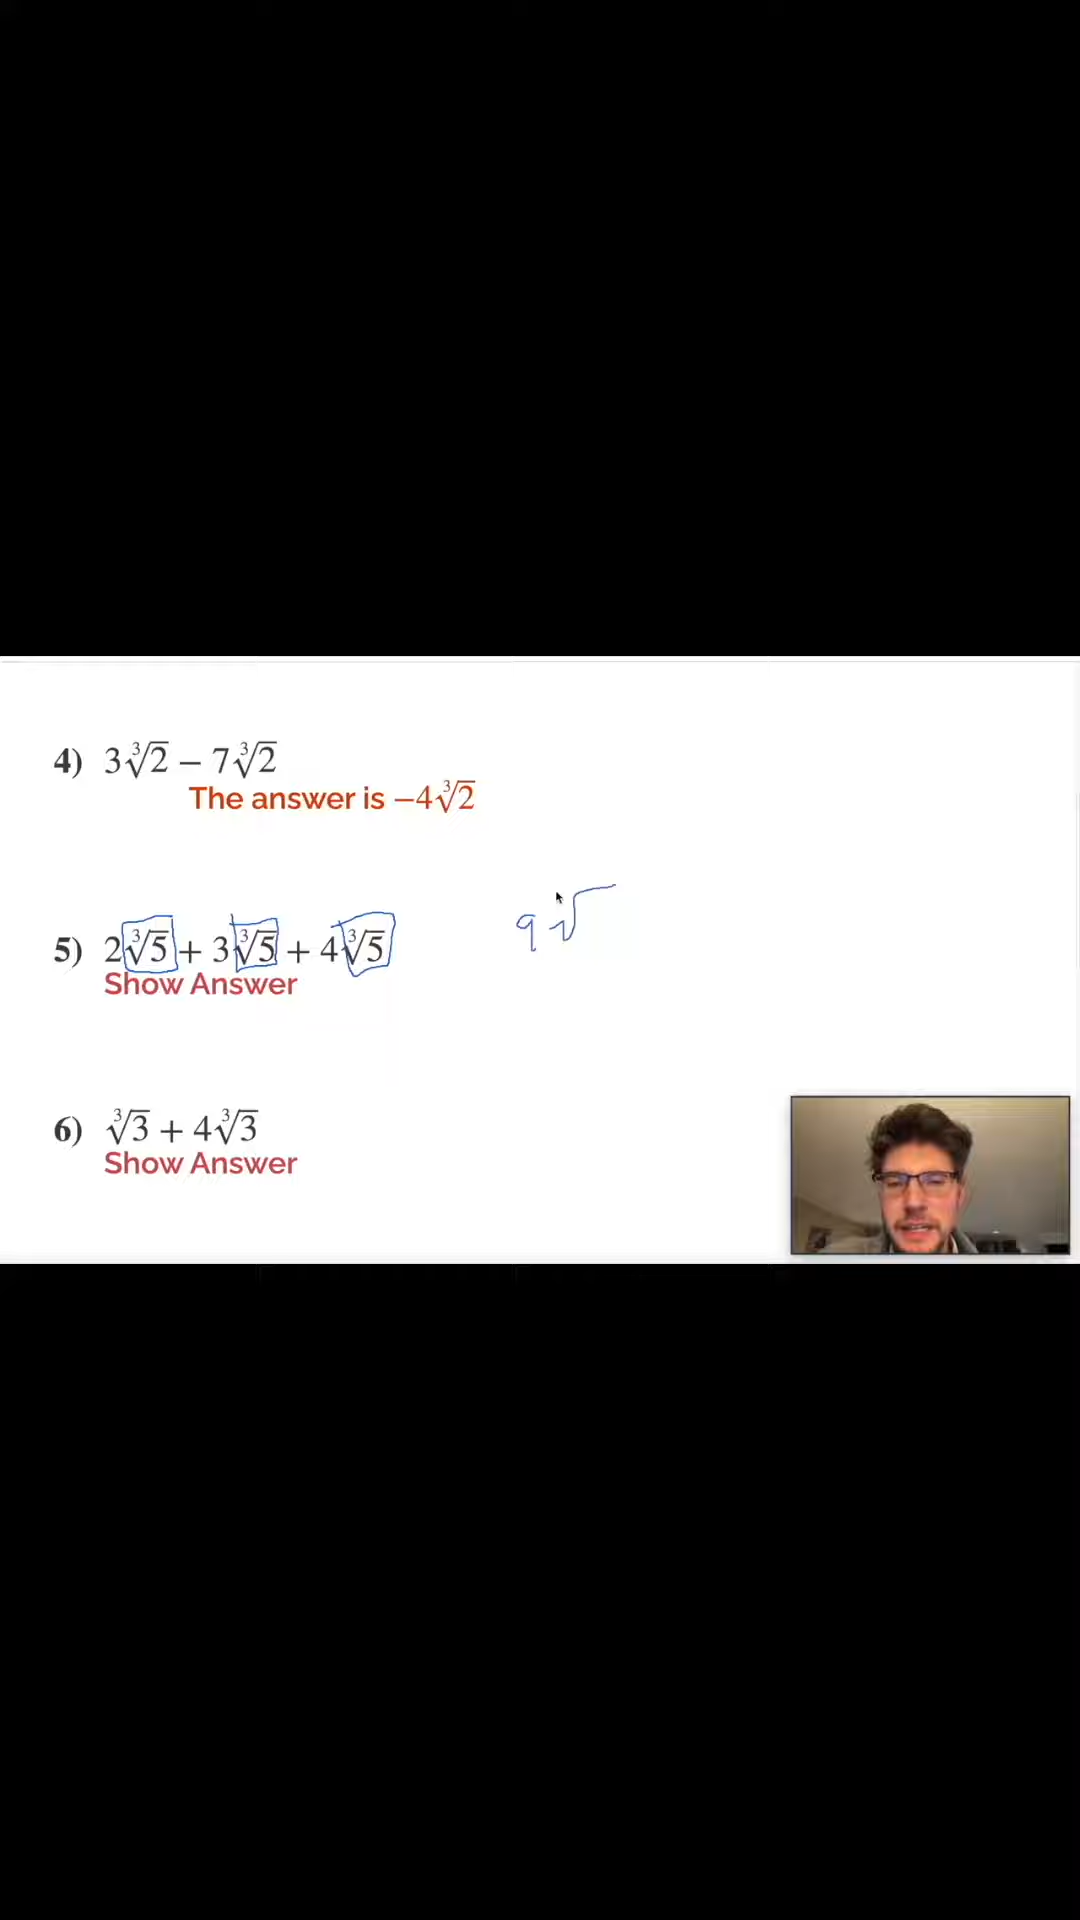 4) 3∛2 − 7∛2
The answer is −4∛2
5) 2∛5 + 3∛5 + 4∛5
9√
Show Answer
6) ∛3 + 4∛3
Show Answer